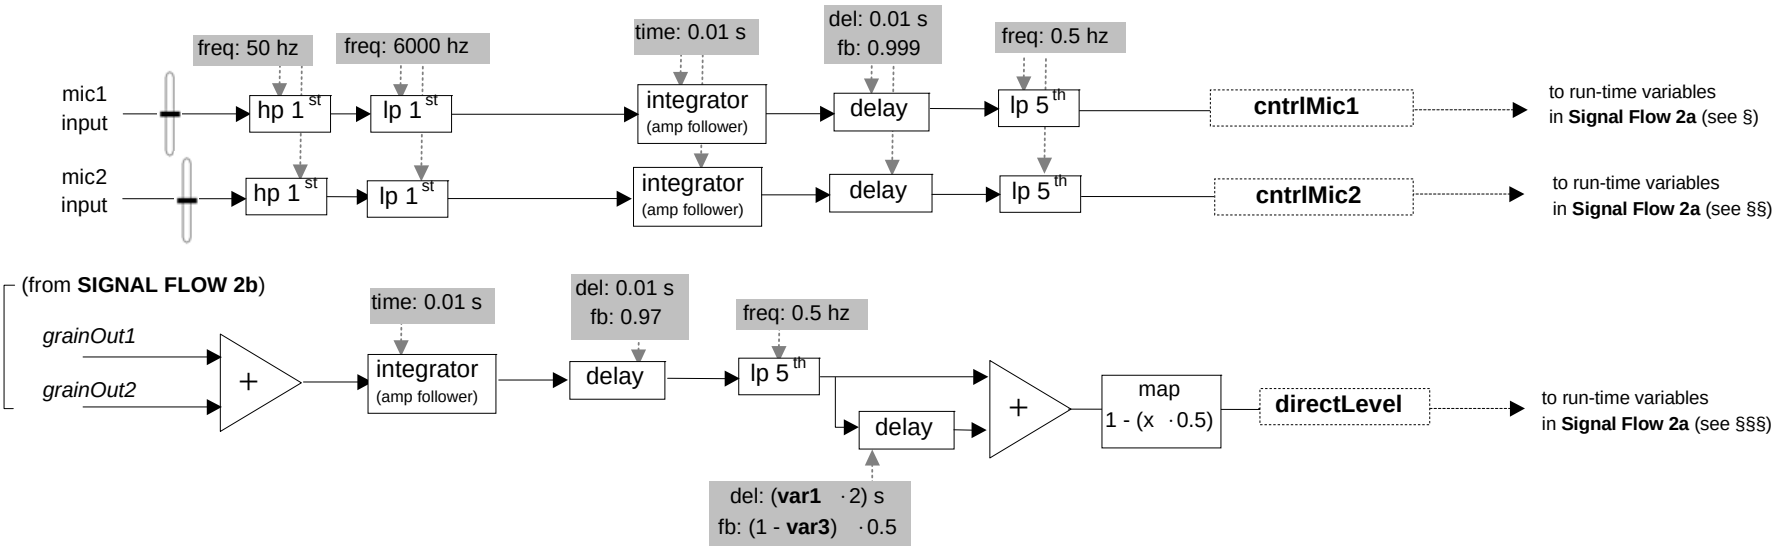 freq: 50 hz
freq: 6000 hz
time: 0.01 s
del: 0.01 s
fb: 0.999
freq: 0.5 hz
mic1
input
hp 1st
lp 1st
integrator
(amp follower)
delay
lp 5th
cntrlMic1
to run-time variables
in Signal Flow 2a (see §)
mic2
input
hp 1st
lp 1st
integrator
(amp follower)
delay
lp 5th
cntrlMic2
to run-time variables
in Signal Flow 2a (see §§)
(from SIGNAL FLOW 2b)
grainOut1
grainOut2
+
time: 0.01 s
integrator
(amp follower)
del: 0.01 s
fb: 0.97
delay
freq: 0.5 hz
lp 5th
delay
del: (var1 · 2) s
fb: (1 - var3) · 0.5
+
map
1 - (x · 0.5)
directLevel
to run-time variables
in Signal Flow 2a (see §§§)